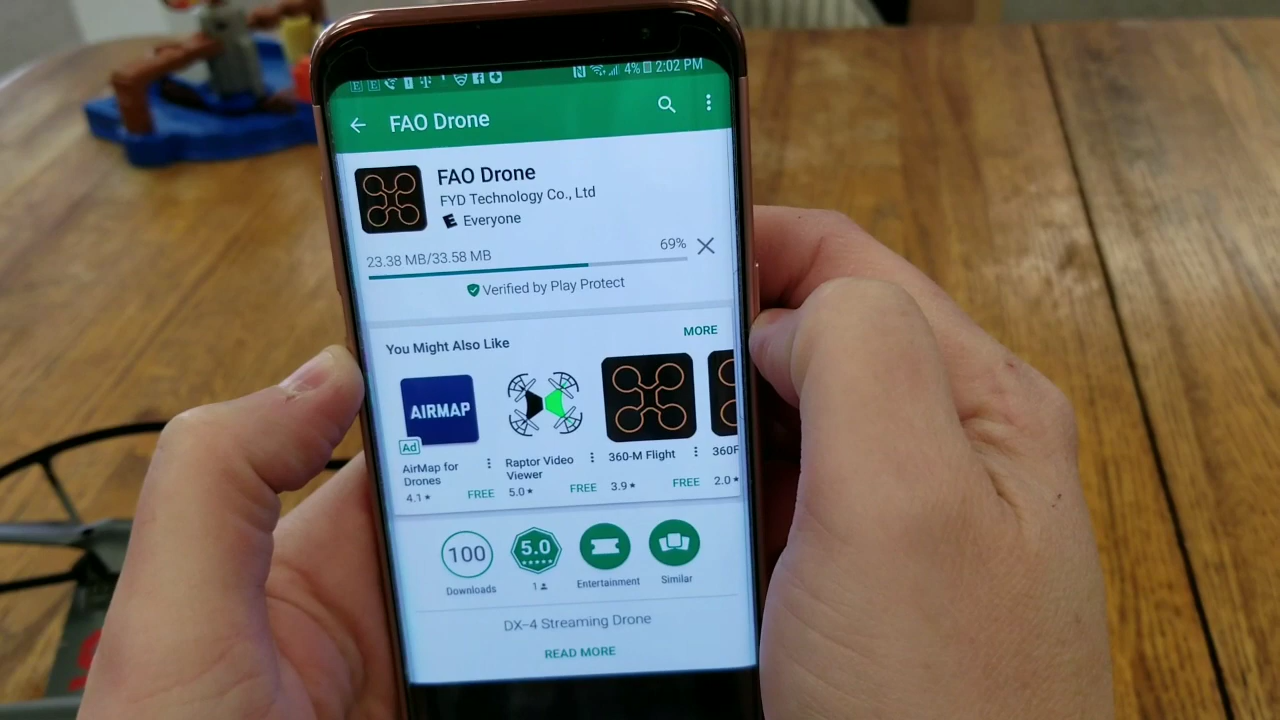 4% 2:02 PM
FAO Drone
FAO Drone
FYD Technology Co., Ltd
E Everyone
69%
23.38 MB/33.58 MB
Verified by Play Protect
You Might Also Like
MORE
AIRMAP
Ad
AirMap for Drones
4.1★ FREE
Raptor Video Viewer
5.0★ FREE
360-M Flight
3.9★ FREE
360F
2.0★
100
Downloads
5.0
1
Entertainment
Similar
DX-4 Streaming Drone
READ MORE